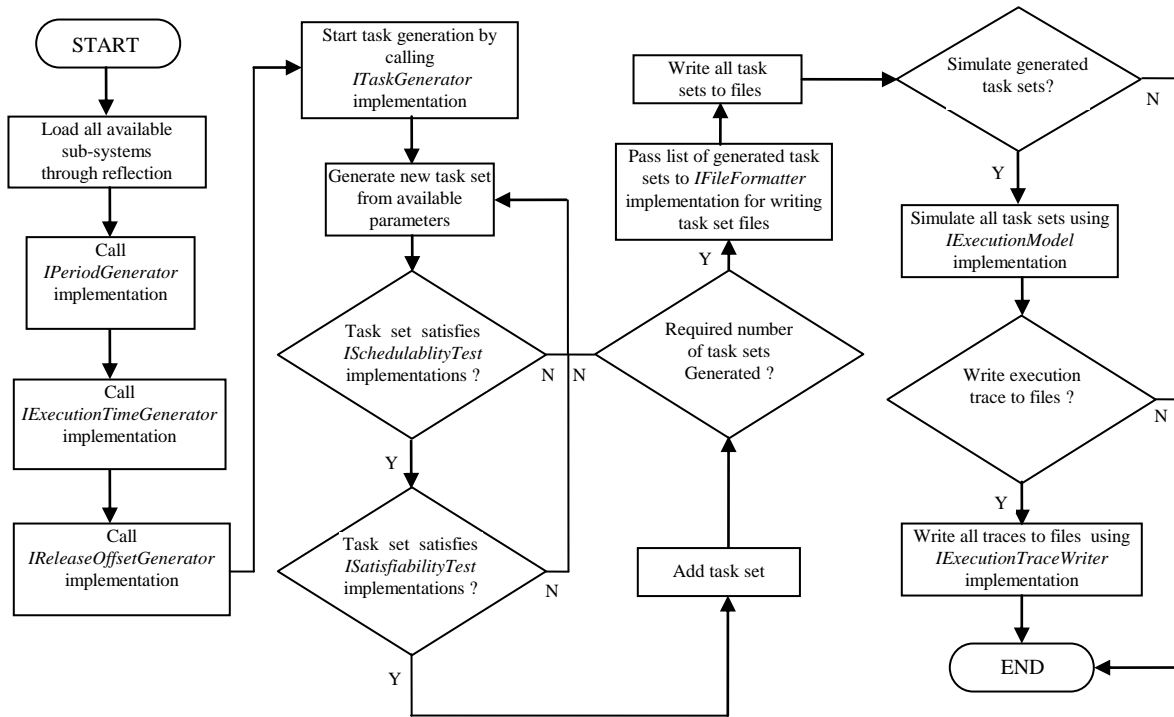 START
Load all available
sub-systems
through reflection
Call
IPeriodGenerator
implementation
Call
IExecutionTimeGenerator
implementation
Call
IReleaseOffsetGenerator
implementation
Start task generation by
calling
ITaskGenerator
implementation
Generate new task set
from available
parameters
Task set satisfies
ISchedulablityTest
implementations ?
N
Y
Task set satisfies
ISatisfiabilityTest
implementations ?
N
Y
Add task set
Required number
of task sets
Generated ?
N
Y
Pass list of generated task
sets to IFileFormatter
implementation for writing
task set files
Write all task
sets to files
Simulate generated
task sets?
N
Y
Simulate all task sets using
IExecutionModel
implementation
Write execution
trace to files ?
N
Y
Write all traces to files using
IExecutionTraceWriter
implementation
END